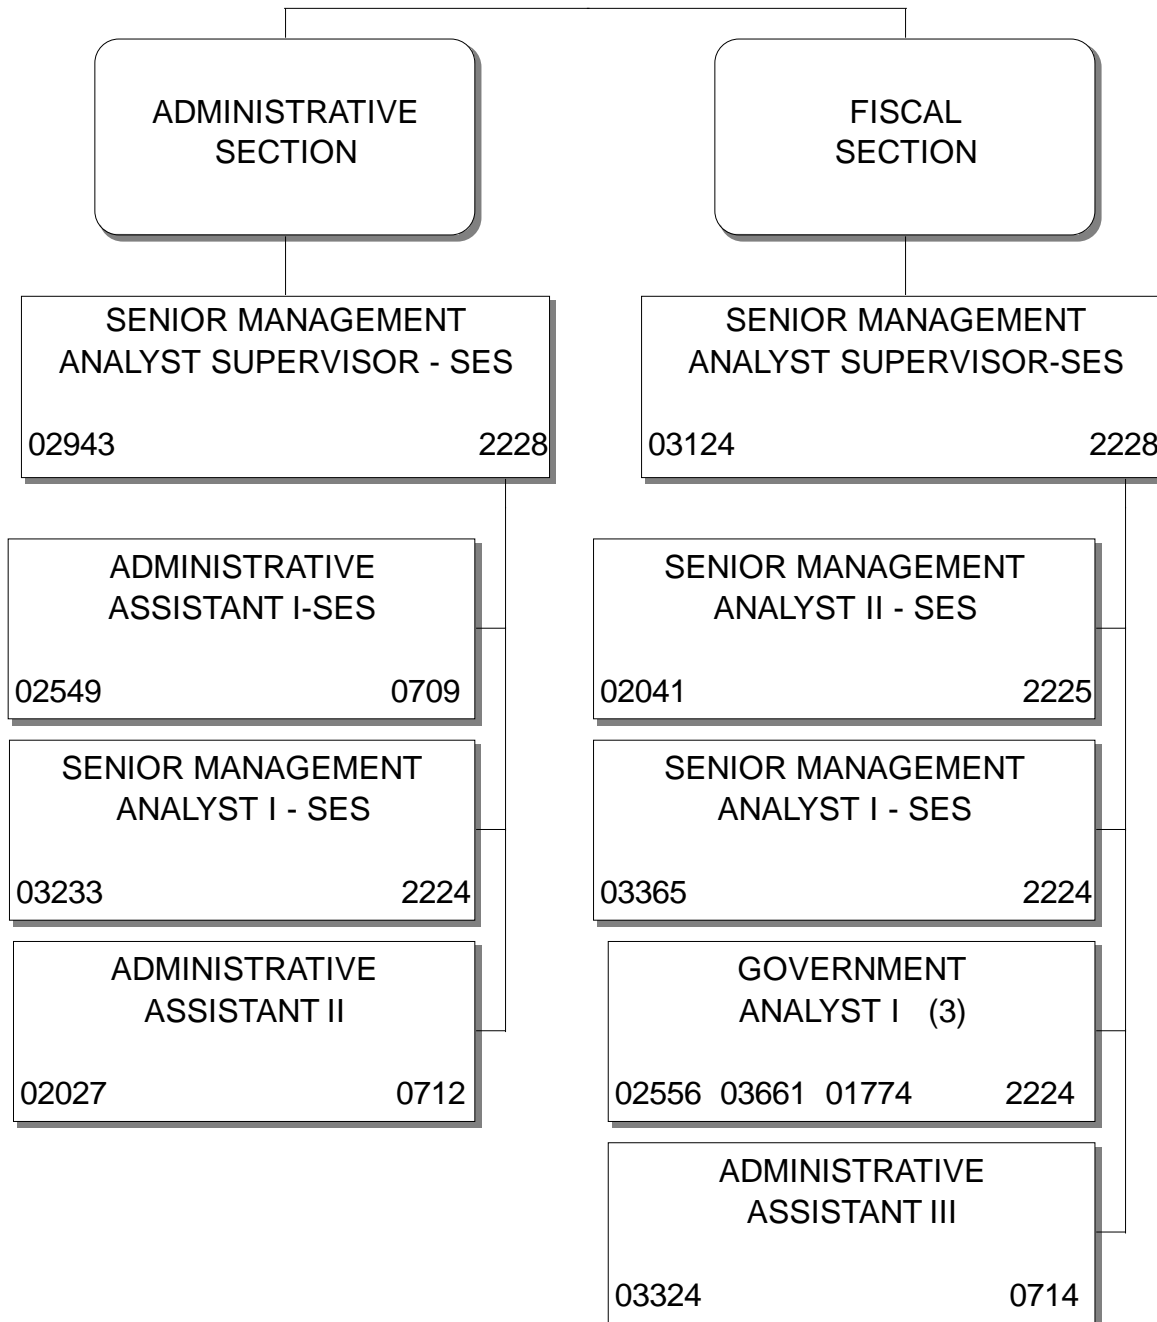 ADMINISTRATIVE
SECTION
SENIOR MANAGEMENT
ANALYST SUPERVISOR - SES
02943 2228
ADMINISTRATIVE
ASSISTANT I-SES
02549 0709
SENIOR MANAGEMENT
ANALYST I - SES
03233 2224
ADMINISTRATIVE
ASSISTANT II
02027 0712
FISCAL
SECTION
SENIOR MANAGEMENT
ANALYST SUPERVISOR-SES
03124 2228
SENIOR MANAGEMENT
ANALYST II - SES
02041 2225
SENIOR MANAGEMENT
ANALYST I - SES
03365 2224
GOVERNMENT
ANALYST I (3)
02556 03661 01774 2224
ADMINISTRATIVE
ASSISTANT III
03324 0714